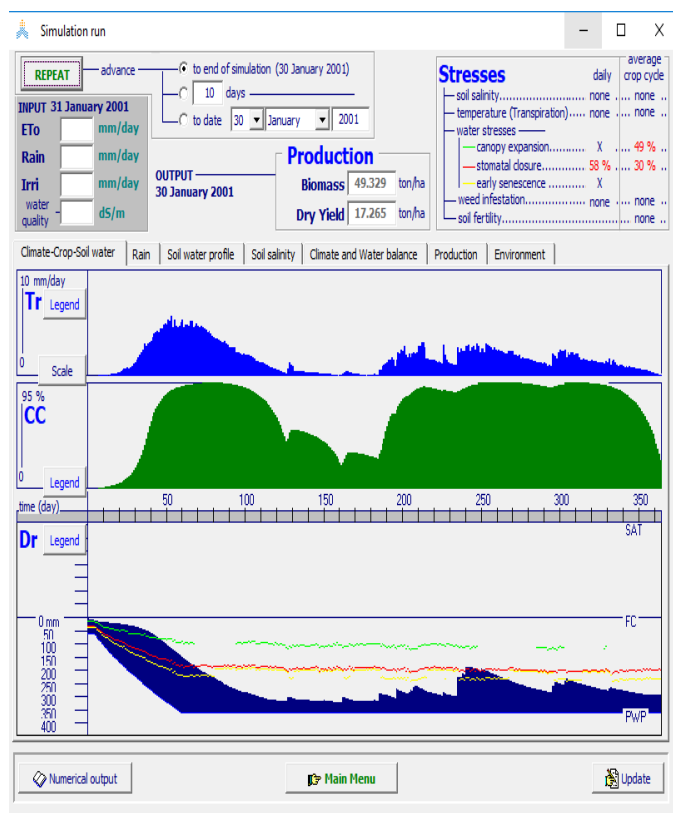 Simulation run
REPEAT
advance
to end of simulation (30 January 2001)
10 days
to date 30 January 2001
INPUT 31 January 2001
ETo mm/day
Rain mm/day
Irri mm/day
water quality dS/m
OUTPUT
30 January 2001
Production
Biomass 49.329 ton/ha
Dry Yield 17.265 ton/ha
Stresses daily average crop cycle
soil salinity............................ none .... none ..
temperature (Transpiration)..... none .... none ..
water stresses
canopy expansion............ X .... 49 % ..
stomatal closure............... 58 % .... 30 % ..
early senescence ............ X
weed infestation..................... none .... none ..
soil fertility........................................ none ..
Climate-Crop-Soil water Rain Soil water profile Soil salinity Climate and Water balance Production Environment
10 mm/day
Tr Legend
0
Scale
95 %
CC
0 Legend
time (day) 50 100 150 200 250 300 350
Dr Legend
SAT
0 mm FC
50
100
150
200
250
300
350
400
PWP
Numerical output Main Menu Update